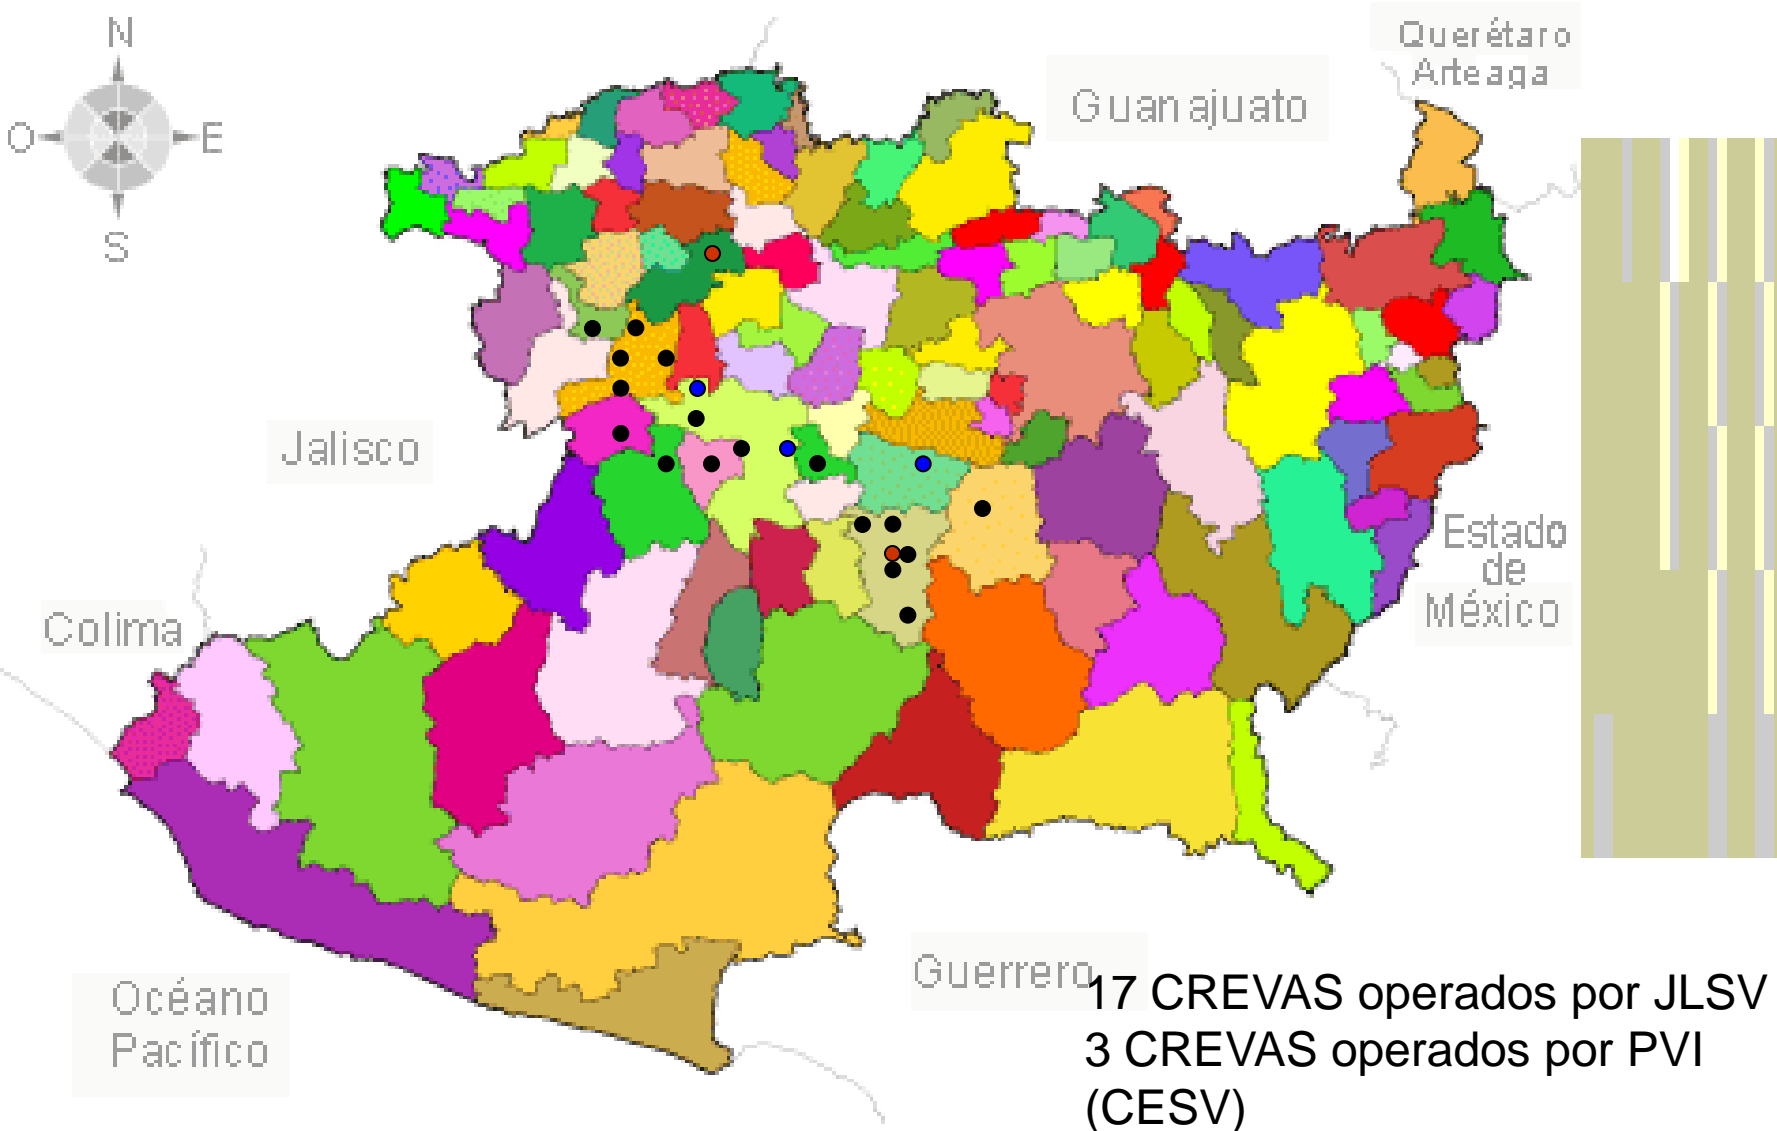 N
O
E
S
Querétaro
Arteaga
Guanajuato
Jalisco
Estado
de
México
Colima
Guerrero
Océano
Pacífico
17 CREVAS operados por JLSV
3 CREVAS operados por PVI
(CESV)